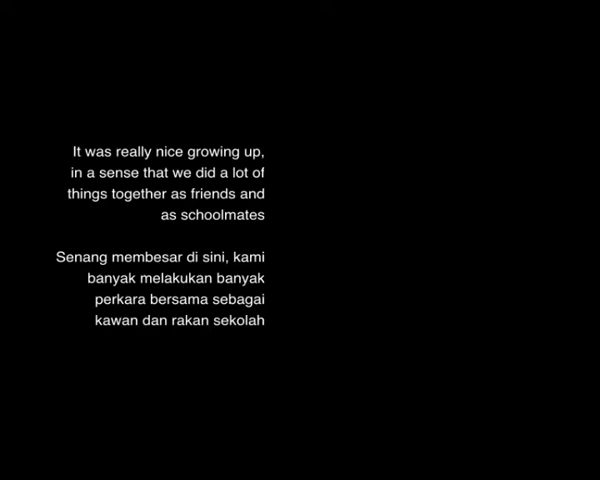 It was really nice growing up,
in a sense that we did a lot of
things together as friends and
as schoolmates
Senang membesar di sini, kami
banyak melakukan banyak
perkara bersama sebagai
kawan dan rakan sekolah